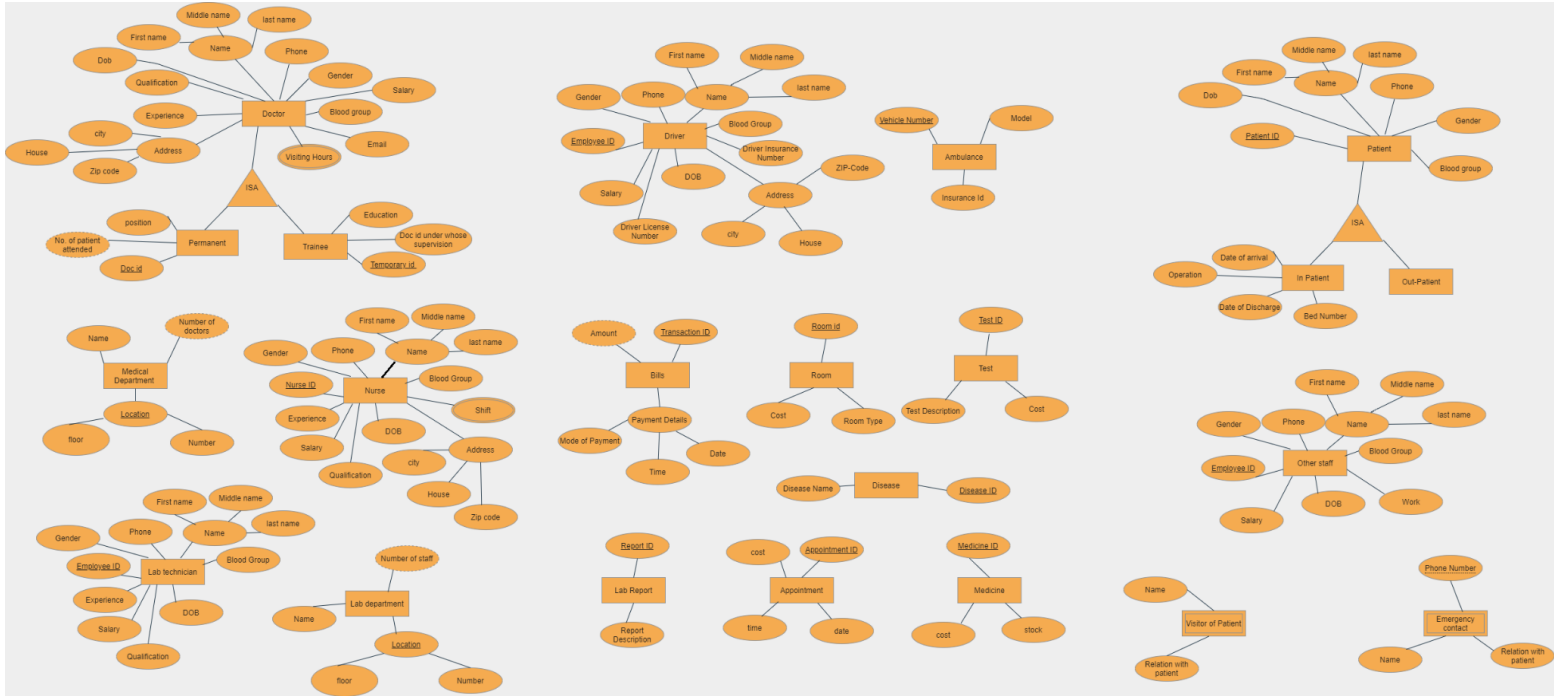 Middle name
last name
First name
Name
Phone
Dob
Gender
Qualification
Salary
Doctor
Blood group
Experience
city
Address
Email
House
Visiting Hours
Zip code
ISA
position
Education
No. of patient
attended
Permanent
Trainee
Doc id under whose
supervision
Doc id
Temporary id
First name
Middle name
Gender
Phone
Name
last name
Employee ID
Driver
Blood Group
Driver Insurance
Number
DOB
ZIP-Code
Salary
Address
Driver License
Number
city
House
Vehicle Number
Model
Ambulance
Insurance Id
Middle name
last name
First name
Name
Phone
Dob
Gender
Patient ID
Patient
Blood group
ISA
Date of arrival
Operation
In Patient
Out-Patient
Date of Discharge
Bed Number
Number of
doctors
Name
Medical
Department
Location
floor
Number
First name
Middle name
Gender
Phone
Name
last name
Nurse ID
Nurse
Blood Group
Experience
Shift
DOB
Salary
Address
city
Qualification
House
Zip code
Amount
Transaction ID
Bills
Payment Details
Mode of Payment
Date
Time
Room id
Room
Cost
Room Type
Test ID
Test
Test Description
Cost
Disease Name
Disease
Disease ID
First name
Middle name
Gender
Phone
Name
last name
Employee ID
Other staff
Blood Group
Salary
DOB
Work
First name
Middle name
Gender
Phone
Name
last name
Employee ID
Lab technician
Blood Group
Experience
DOB
Salary
Qualification
Number of staff
Name
Lab department
Location
floor
Number
Report ID
Lab Report
Report
Description
cost
Appointment ID
Appointment
time
date
Medicine ID
Medicine
cost
stock
Name
Visitor of Patient
Relation with
patient
Phone Number
Emergency
contact
Name
Relation with
patient